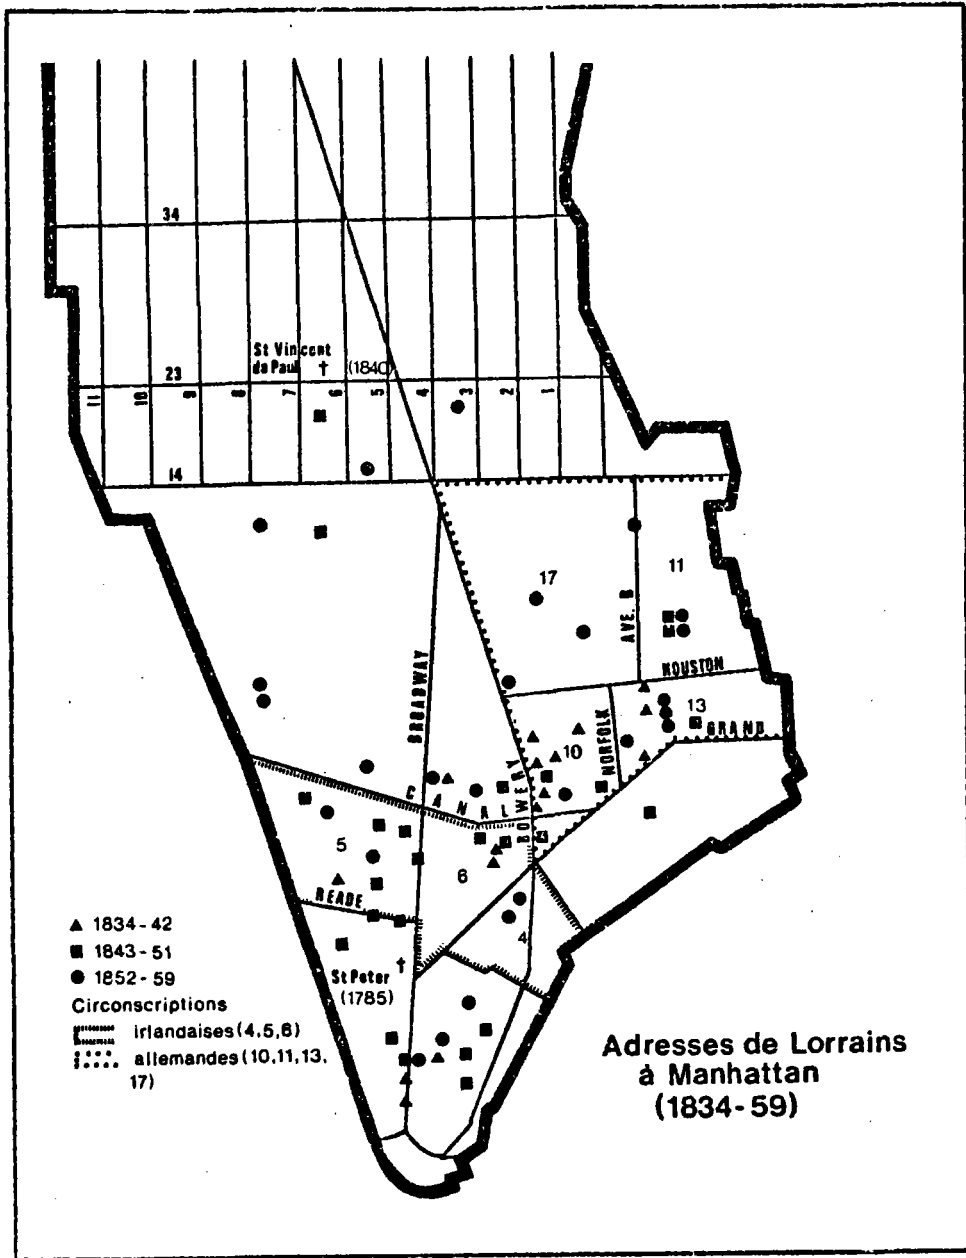 34
St Vincent
de Paul † (1840)
23
11
10
9
8
7
6
5
4
3
2
1
14
17
11
AVE. B
BROADWAY
HOUSTON
13
GRAND
NORFOLK
10
BOWERY
CANAL
5
6
READE
4
St Peter
(1785)
▲ 1834-42
■ 1843-51
● 1852-59
Circonscriptions
irlandaises (4,5,6)
allemandes (10,11,13,
17)
Adresses de Lorrains
à Manhattan
(1834-59)